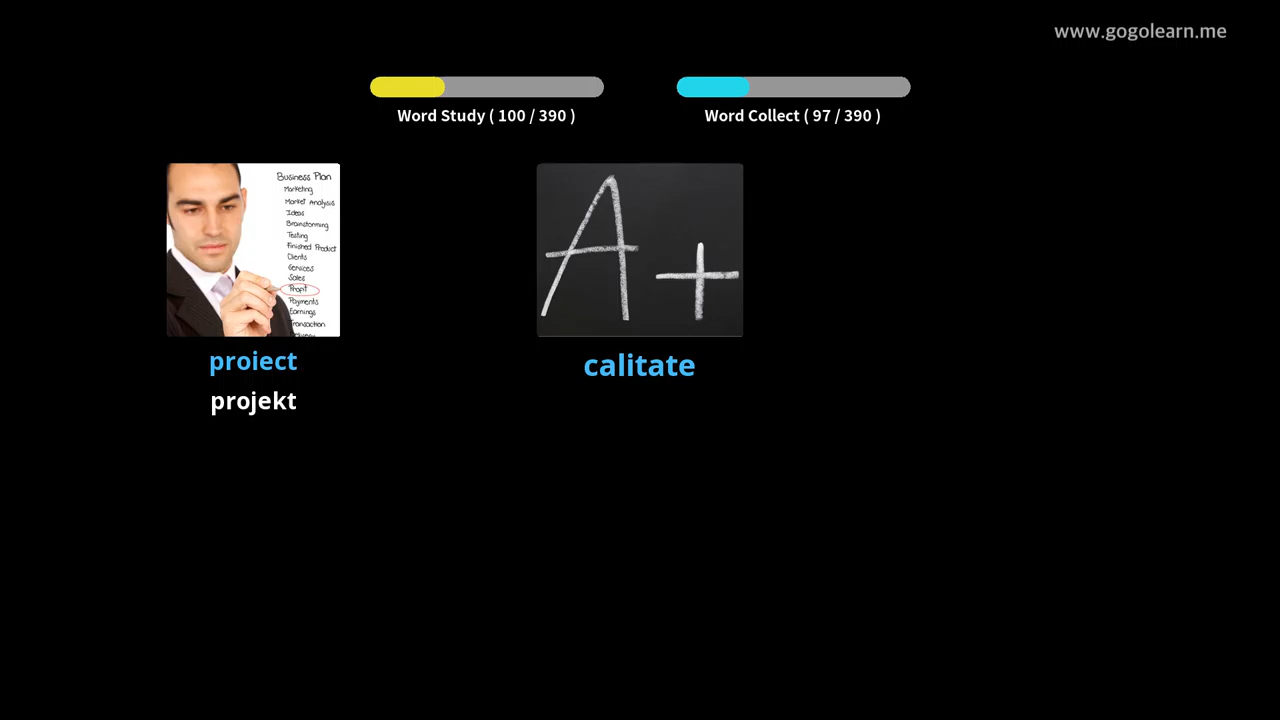 www.gogolearn.me
Word Study ( 100 / 390 )
Word Collect ( 97 / 390 )
Business Plan
Marketing
Market Analysis
Ideas
Brainstorming
Testing
Finished Product
Clients
Services
Sales
Profit
Payments
Earnings
Transaction
A+
proiect
projekt
calitate